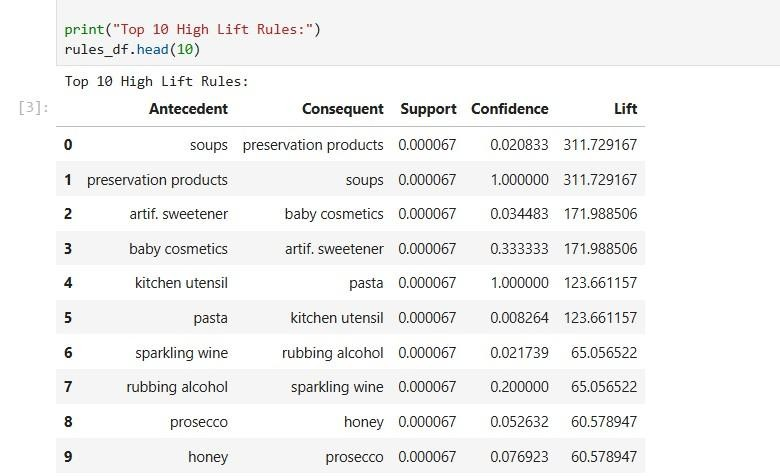 print("Top 10 High Lift Rules:")
rules_df.head(10)
Top 10 High Lift Rules:
[3]:
Antecedent Consequent Support Confidence Lift
0 soups preservation products 0.000067 0.020833 311.729167
1 preservation products soups 0.000067 1.000000 311.729167
2 artif. sweetener baby cosmetics 0.000067 0.034483 171.988506
3 baby cosmetics artif. sweetener 0.000067 0.333333 171.988506
4 kitchen utensil pasta 0.000067 1.000000 123.661157
5 pasta kitchen utensil 0.000067 0.008264 123.661157
6 sparkling wine rubbing alcohol 0.000067 0.021739 65.056522
7 rubbing alcohol sparkling wine 0.000067 0.200000 65.056522
8 prosecco honey 0.000067 0.052632 60.578947
9 honey prosecco 0.000067 0.076923 60.578947